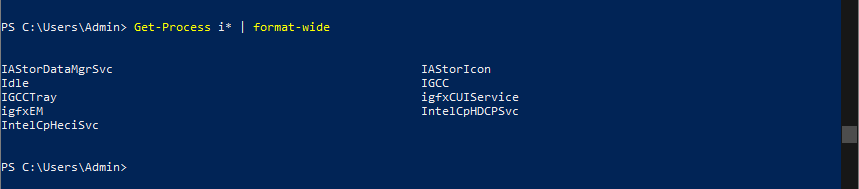 PS C:\Users\Admin> Get-Process i* | format-wide
IAStorDataMgrSvc IAStorIcon
Idle IGCC
IGCCTray igfxCUIService
igfxEM IntelCpHDCPSvc
IntelCpHeciSvc
PS C:\Users\Admin>